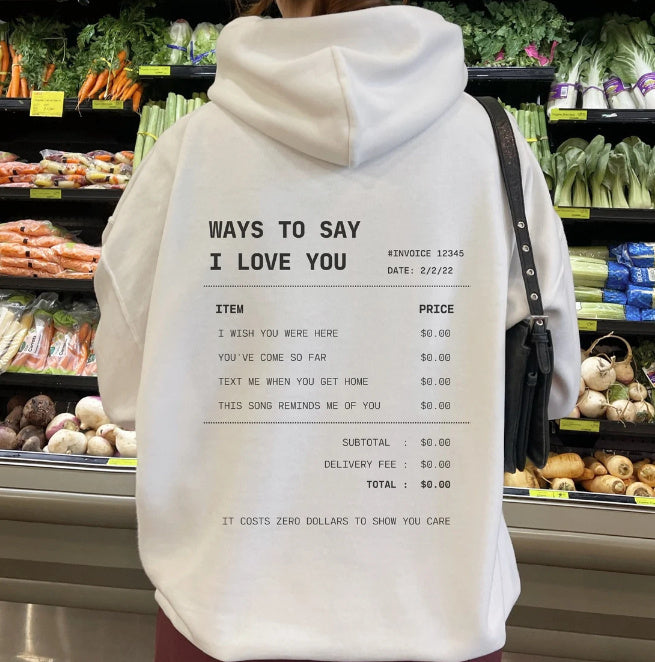 WAYS TO SAY
I LOVE YOU
#INVOICE 12345
DATE: 2/2/22
ITEM PRICE
I WISH YOU WERE HERE $0.00
YOU'VE COME SO FAR $0.00
TEXT ME WHEN YOU GET HOME $0.00
THIS SONG REMINDS ME OF YOU $0.00
SUBTOTAL : $0.00
DELIVERY FEE : $0.00
TOTAL : $0.00
IT COSTS ZERO DOLLARS TO SHOW YOU CARE